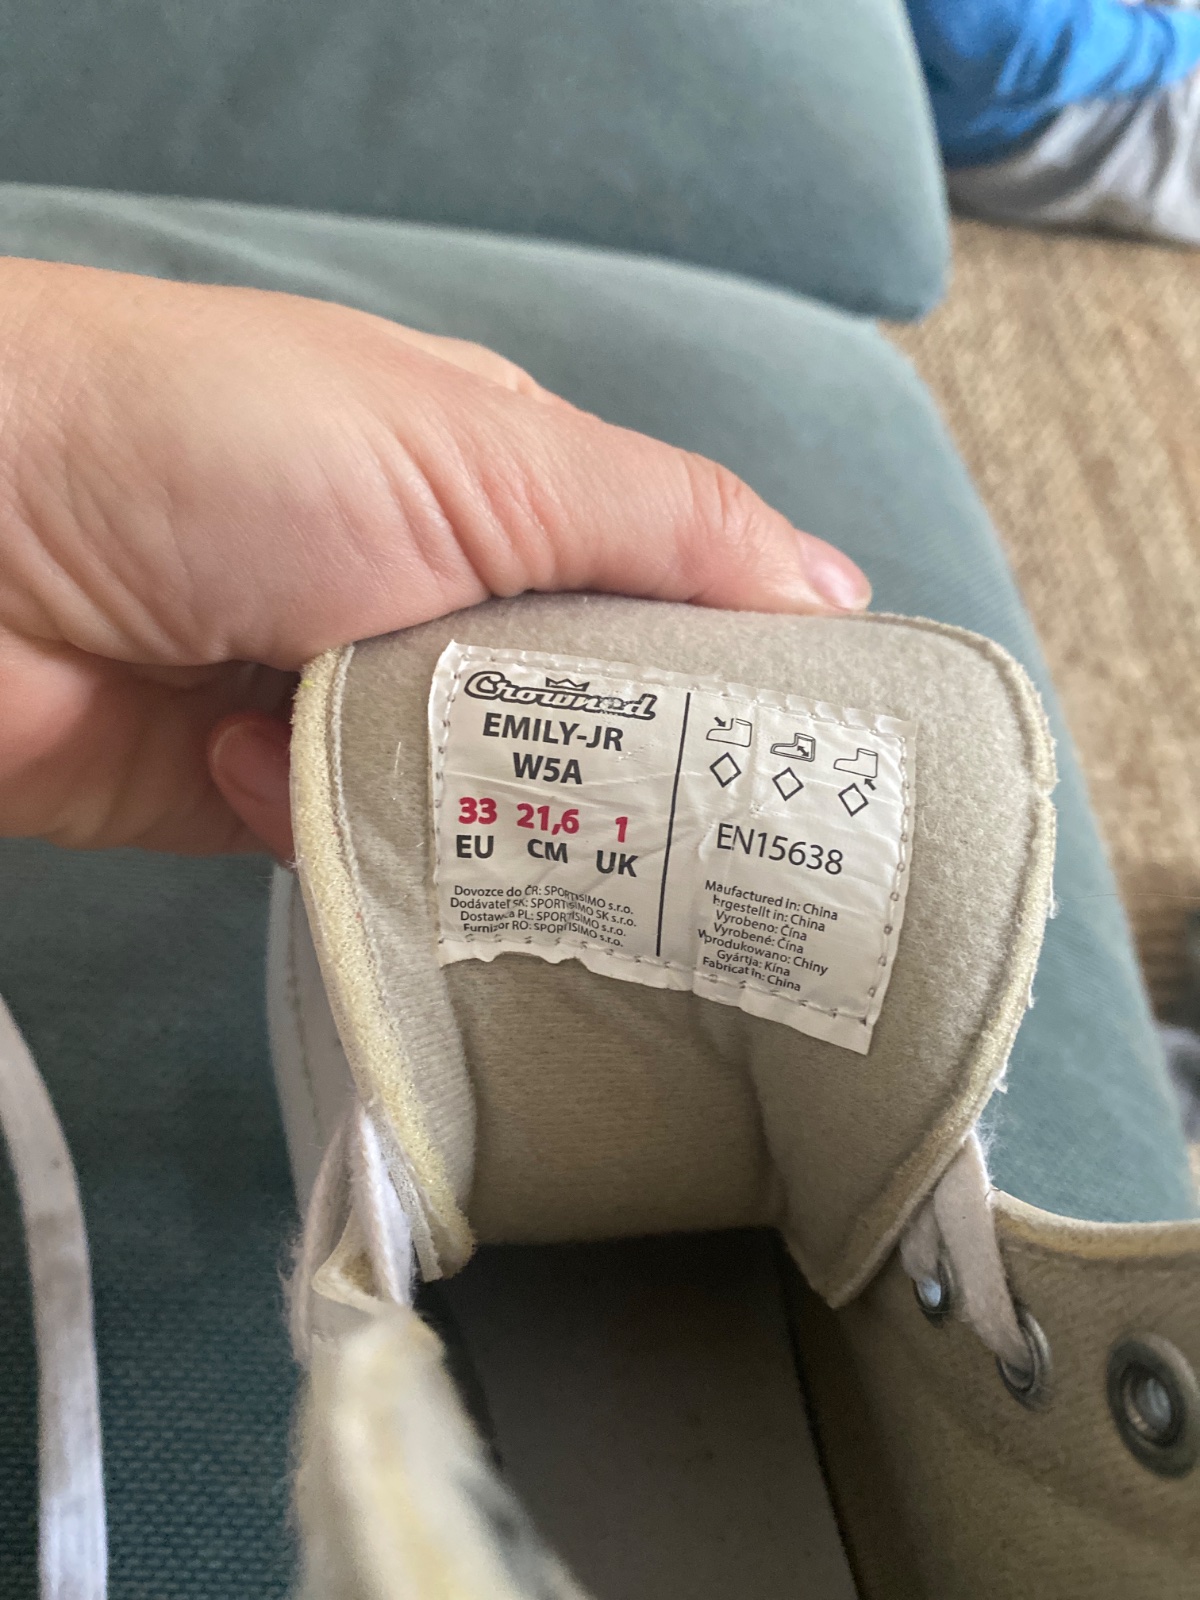 Crowned
EMILY-JR
W5A
33 21,6 1
EU CM UK
Dovozce do ČR: SPORTISIMO s.r.o.
Dodávateľ SK: SPORTISIMO SK s.r.o.
Dostawca PL: SPORTISIMO s.r.o.
Furnizor RO: SPORTISIMO s.r.o.
EN15638
Maufactured in: China
hrgestellt in: China
Vyrobeno: Čína
Vyrobené: Čína
Wprodukowano: Chiny
Gyártja: Kína
Fabricat in: China